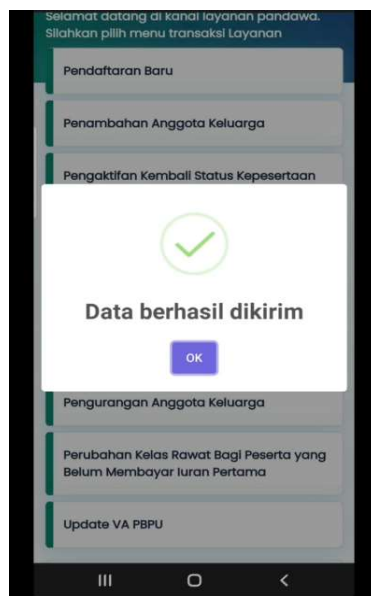 Selamat datang di kanal layanan pandawa.
Silahkan pilih menu transaksi Layanan
Pendaftaran Baru
Penambahan Anggota Keluarga
Pengaktifan Kembali Status Kepesertaan
Data berhasil dikirim
OK
Pengurangan Anggota Keluarga
Perubahan Kelas Rawat Bagi Peserta yang
Belum Membayar Iuran Pertama
Update VA PBPU